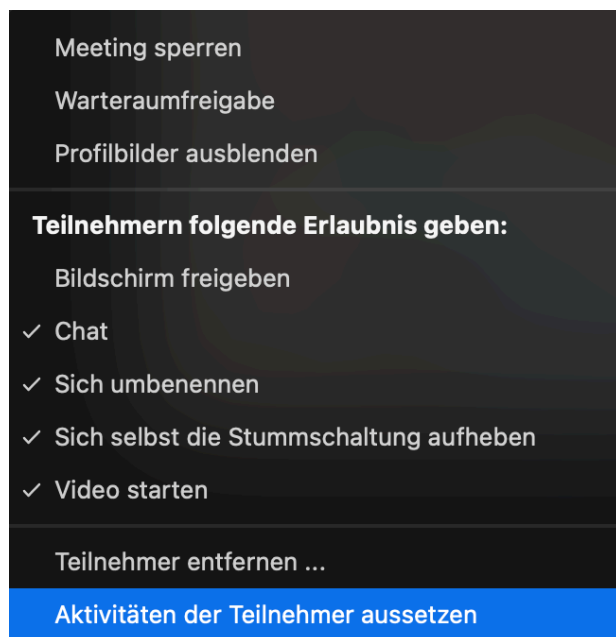 Meeting sperren
Warteraumfreigabe
Profilbilder ausblenden
Teilnehmern folgende Erlaubnis geben:
Bildschirm freigeben
✓ Chat
✓ Sich umbenennen
✓ Sich selbst die Stummschaltung aufheben
✓ Video starten
Teilnehmer entfernen ...
Aktivitäten der Teilnehmer aussetzen